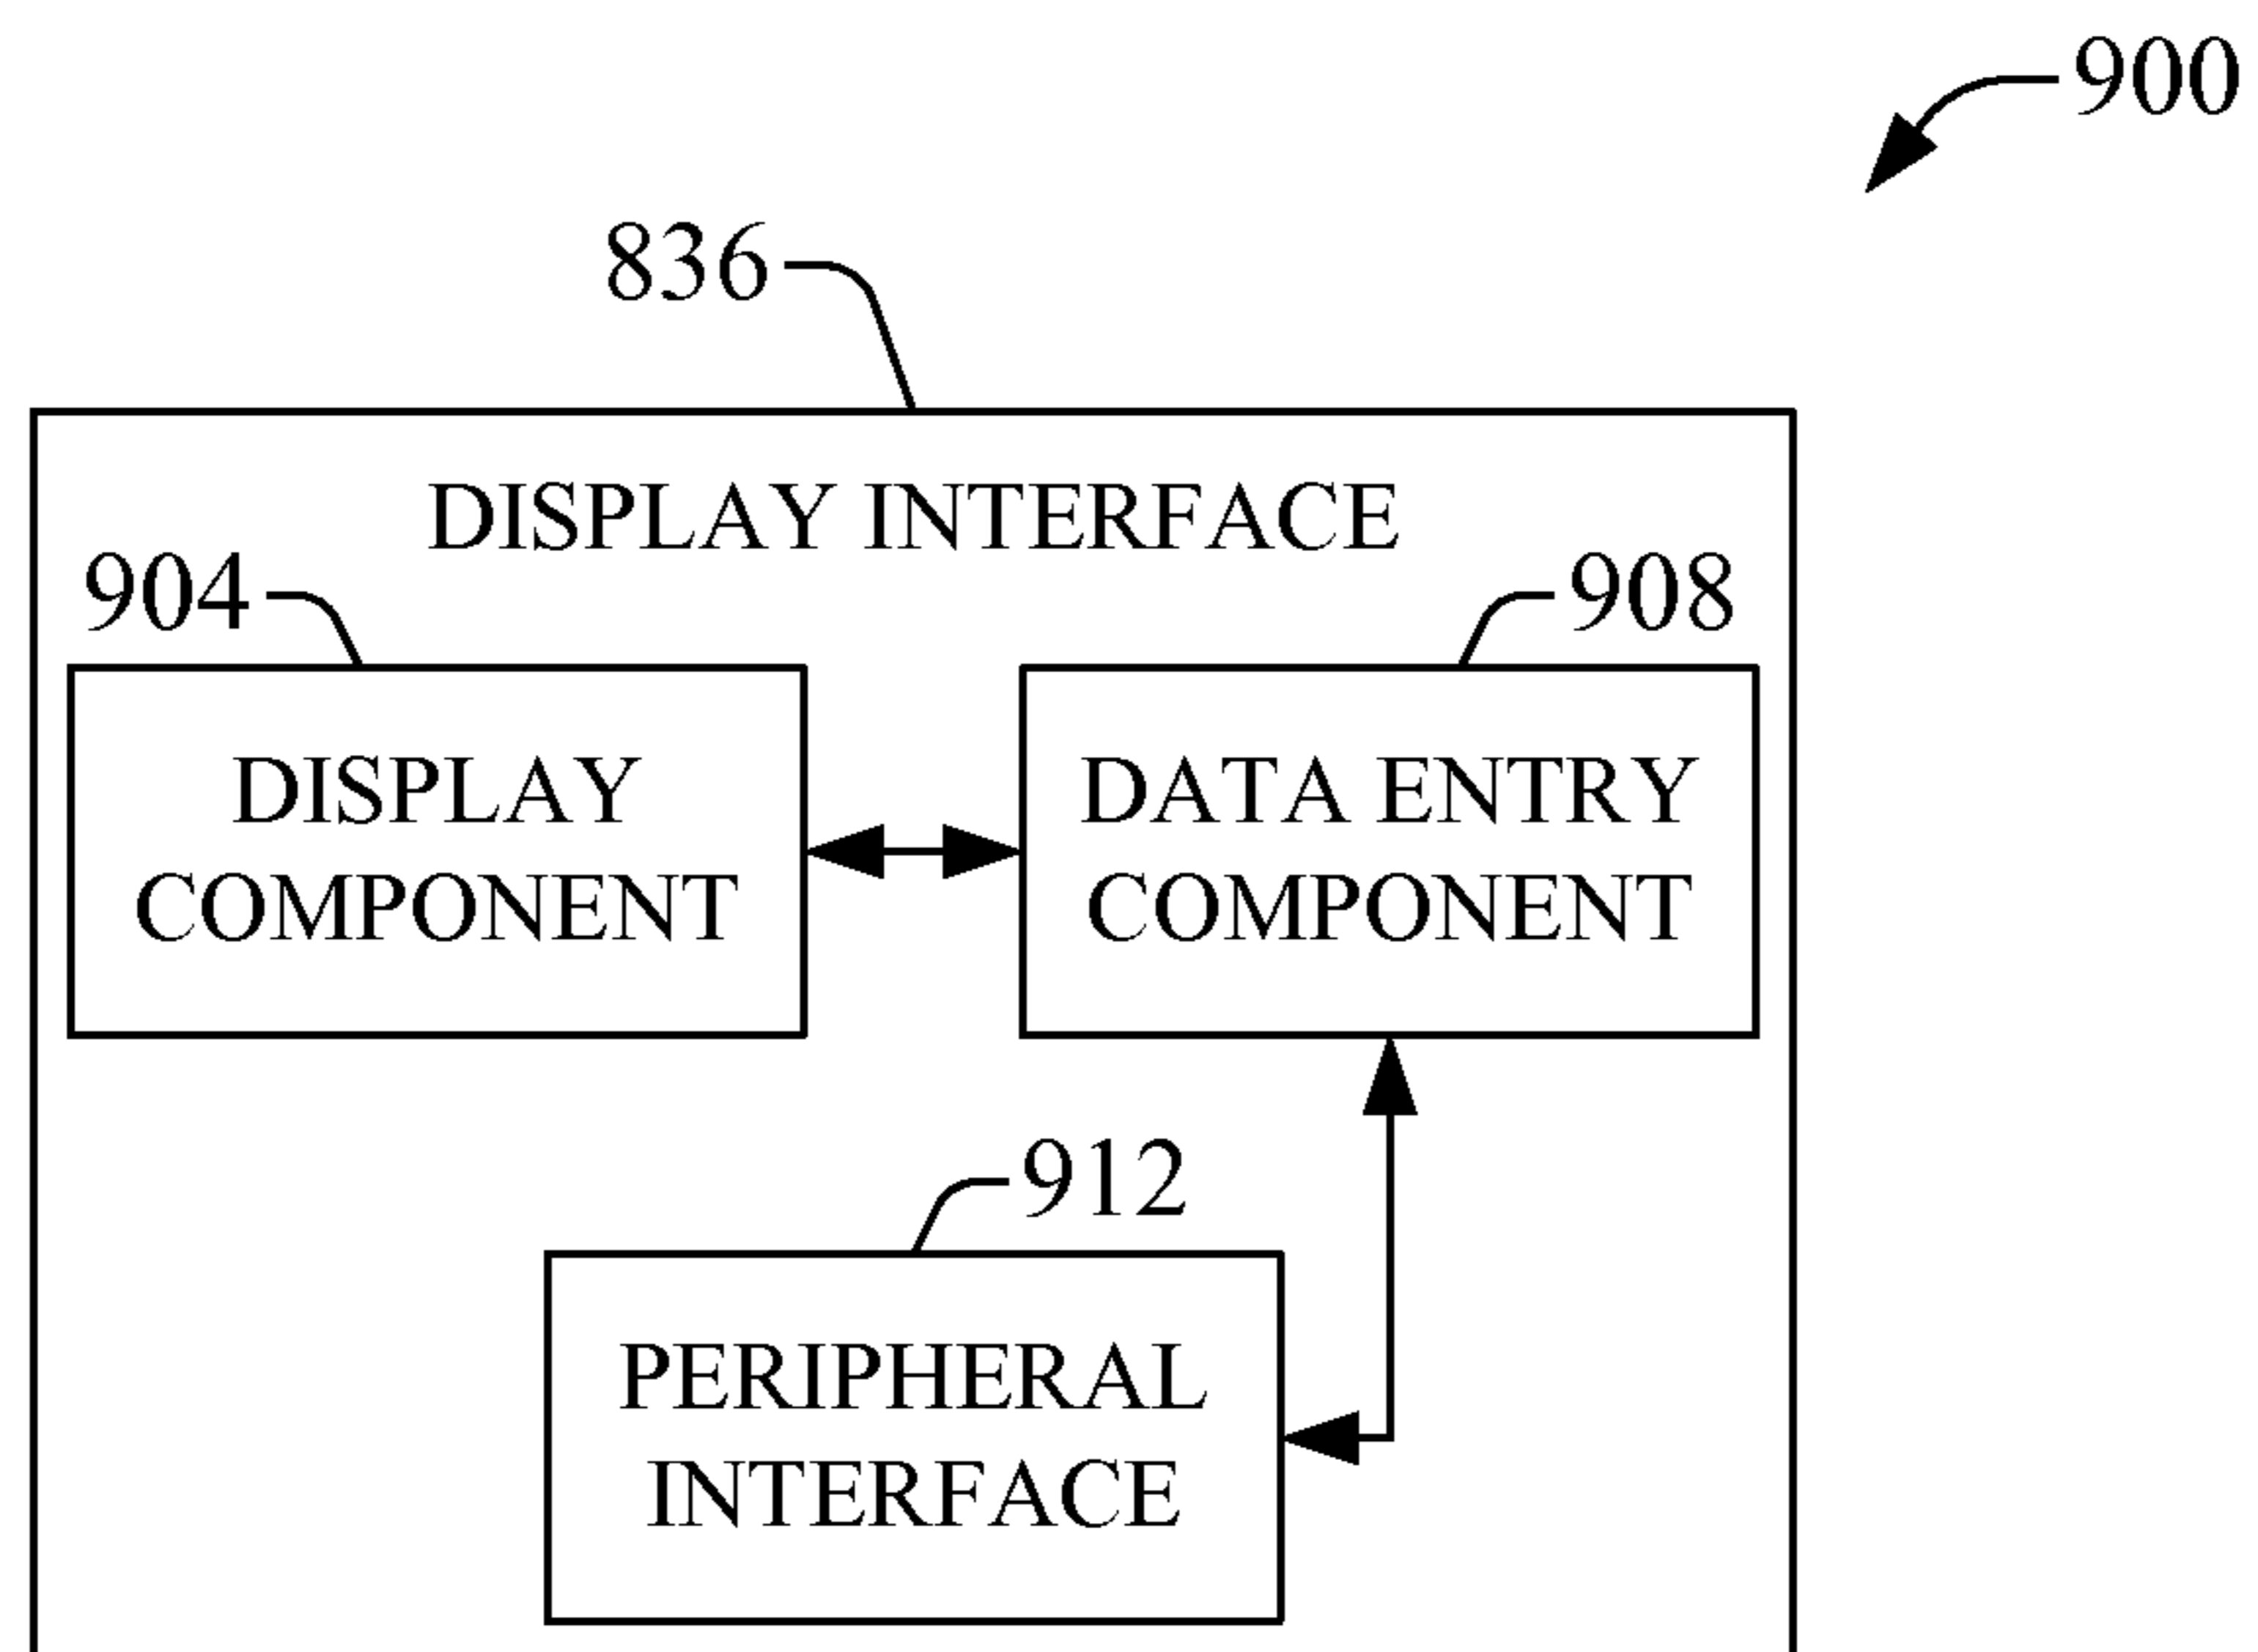 900
836
DISPLAY INTERFACE
904
908
DISPLAY
COMPONENT
DATA ENTRY
COMPONENT
912
PERIPHERAL
INTERFACE